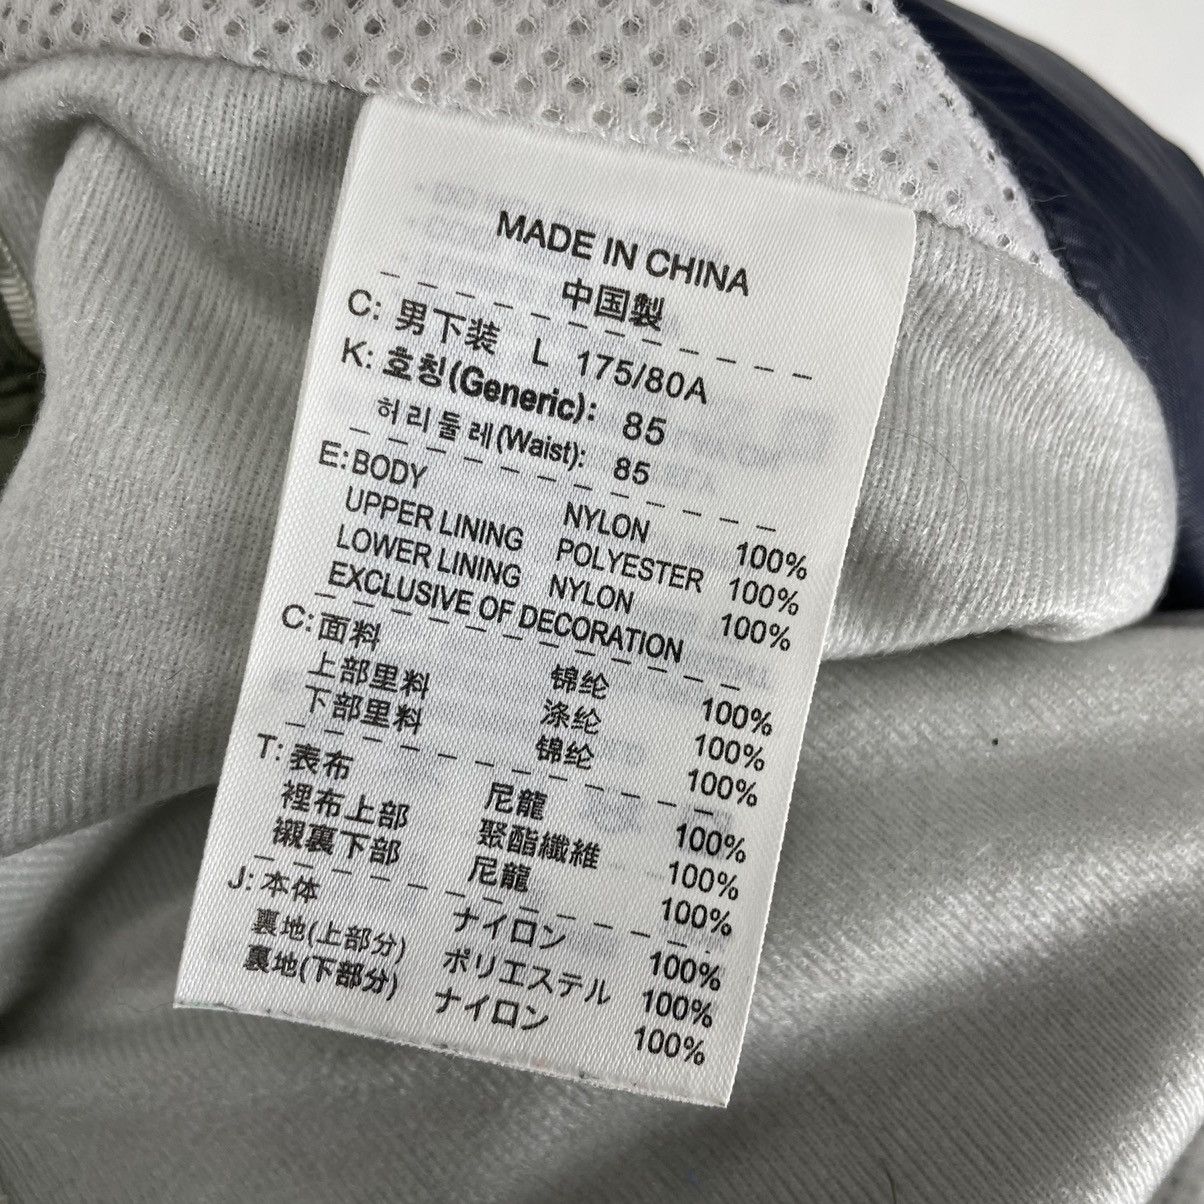 MADE IN CHINA
中国製
C: 男下装 L 175/80A
K: 호칭(Generic): 85
허리둘레(Waist): 85
E: BODY NYLON 100%
UPPER LINING POLYESTER 100%
LOWER LINING NYLON 100%
EXCLUSIVE OF DECORATION
C: 面料 锦纶 100%
上部里料 涤纶 100%
下部里料 锦纶 100%
T: 表布 尼龍 100%
裡布上部 聚酯纖維 100%
襯裏下部 尼龍 100%
J: 本体 ナイロン 100%
裏地(上部分) ポリエステル 100%
裏地(下部分) ナイロン 100%